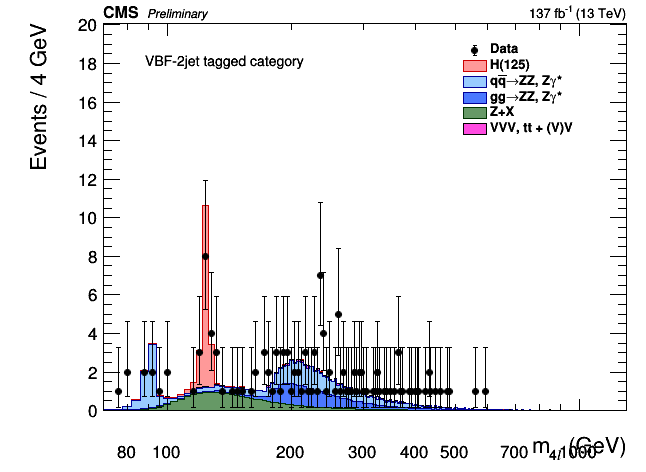 CMS Preliminary 137 fb⁻¹ (13 TeV)
Events / 4 GeV
20
18
16
14
12
10
8
6
4
2
0
VBF-2jet tagged category
Data
H(125)
qq̅→ZZ, Zγ*
gg→ZZ, Zγ*
Z+X
VVV, tt + (V)V
80 100 200 300 400 500 700 1000
m4l (GeV)